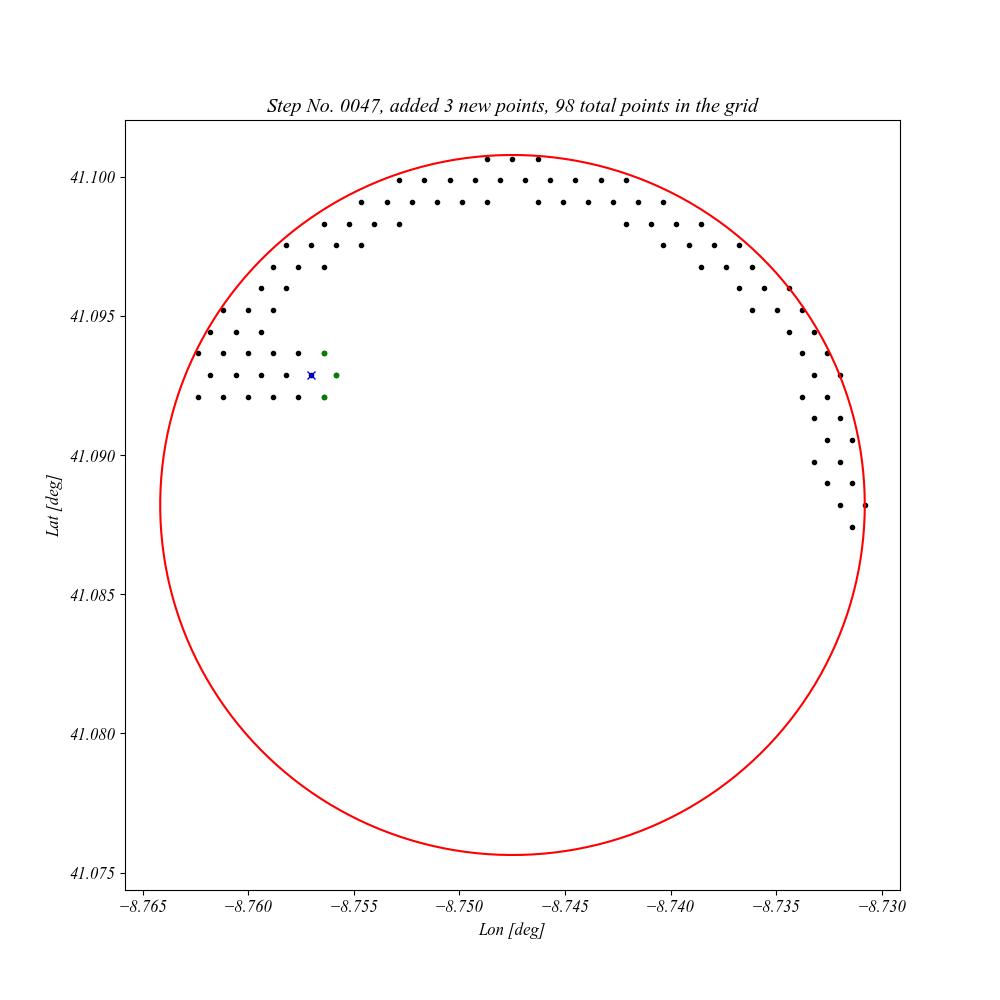 Step No. 0047, added 3 new points, 98 total points in the grid
41.100
41.095
41.090
41.085
41.080
41.075
Lat [deg]
−8.765 −8.760 −8.755 −8.750 −8.745 −8.740 −8.735 −8.730
Lon [deg]